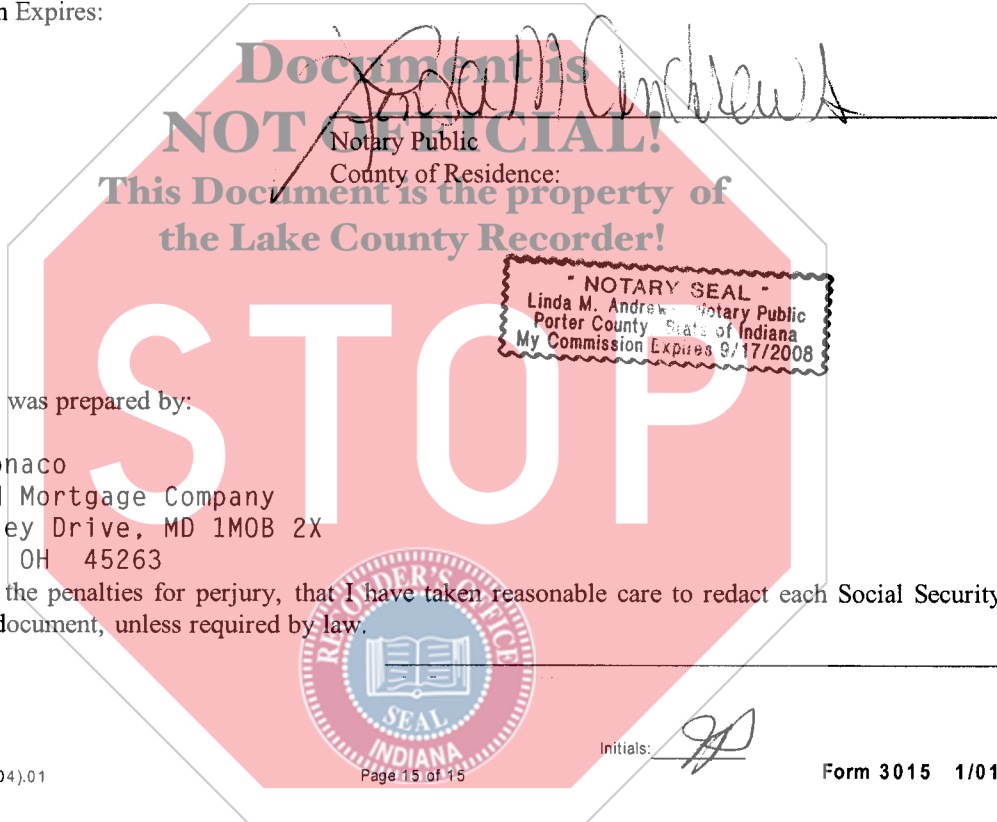 n Expires:
Linda M Andrews
Document is
NOT OFFICIAL!
Notary Public
County of Residence:
This Document is the property of
the Lake County Recorder!
" NOTARY SEAL "
Linda M. Andrews, Notary Public
Porter County, State of Indiana
My Commission Expires 9/17/2008
STOP
was prepared by:
onaco
Mortgage Company
ey Drive, MD 1MOB 2X
OH 45263
the penalties for perjury, that I have taken reasonable care to redact each Social Security
document, unless required by law.
RECORDER'S OFFICE
SEAL
INDIANA
Initials:
04).01
Page 15 of 15
Form 3015 1/01